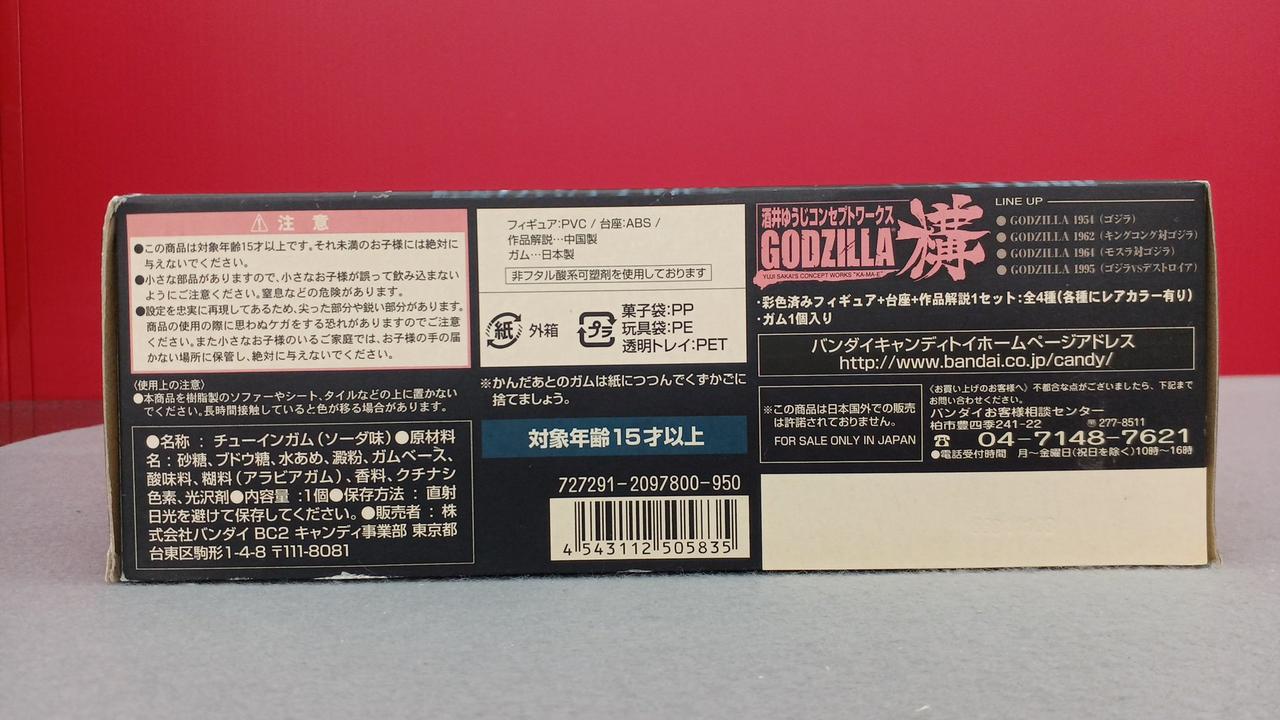 注 意
●この商品は対象年齢15才以上です。それ未満のお子様には絶対に
与えないでください。
●小さな部品がありますので、小さなお子様が誤って飲み込まない
ようにご注意ください。窒息などの危険があります。
●設定を忠実に再現してあるため、尖った部分や鋭い部分があります。
商品の使用の際に思わぬケガをする恐れがありますのでご注意
ください。また小さなお子様のいるご家庭では、お子様の手の届
かない場所に保管し、絶対に与えないでください。
〈使用上の注意〉
●本商品を樹脂製のソファーやシート、タイルなどの上に置かない
でください。長時間接触していると色が移る場合があります。
●名称 : チューインガム(ソーダ味)●原材料
名 : 砂糖、ブドウ糖、水あめ、澱粉、ガムベース、
酸味料、糊料(アラビアガム)、香料、クチナシ
色素、光沢剤●内容量 :1個●保存方法 : 直射
日光を避けて保存してください。●販売者 : 株
式会社バンダイ BC2 キャンディ事業部 東京都
台東区駒形1-4-8 〒111-8081
フィギュア:PVC / 台座:ABS /
作品解説…中国製
ガム…日本製
非フタル酸系可塑剤を使用しております
紙 外箱
プラ
菓子袋:PP
玩具袋:PE
透明トレイ:PET
※かんだあとのガムは紙につつんでくずかごに
捨てましょう。
対象年齢15才以上
727291-2097800-950
4 543112 505835
酒井ゆうじコンセプトワークス
GODZILLA 構
YUJI SAKAI'S CONCEPT WORKS "KA-MA-E"
LINE UP
● GODZILLA 1954 (ゴジラ)
● GODZILLA 1962 (キングコング対ゴジラ)
● GODZILLA 1964 (モスラ対ゴジラ)
● GODZILLA 1995 (ゴジラVSデストロイア)
・彩色済みフィギュア+台座+作品解説1セット:全4種(各種にレアカラー有り)
・ガム1個入り
バンダイキャンディトイホームページアドレス
http://www.bandai.co.jp/candy/
※この商品は日本国外での販売
は許諾しておりません。
FOR SALE ONLY IN JAPAN
〈お買い上げのお客様へ〉不都合な点がございましたら、下記まで
お問い合わせください。
バンダイお客様相談センター
柏市豊四季241-22 〒277-8511
☎ 04-7148-7621
●電話受付時間 月~金曜日(祝日を除く)10時~16時